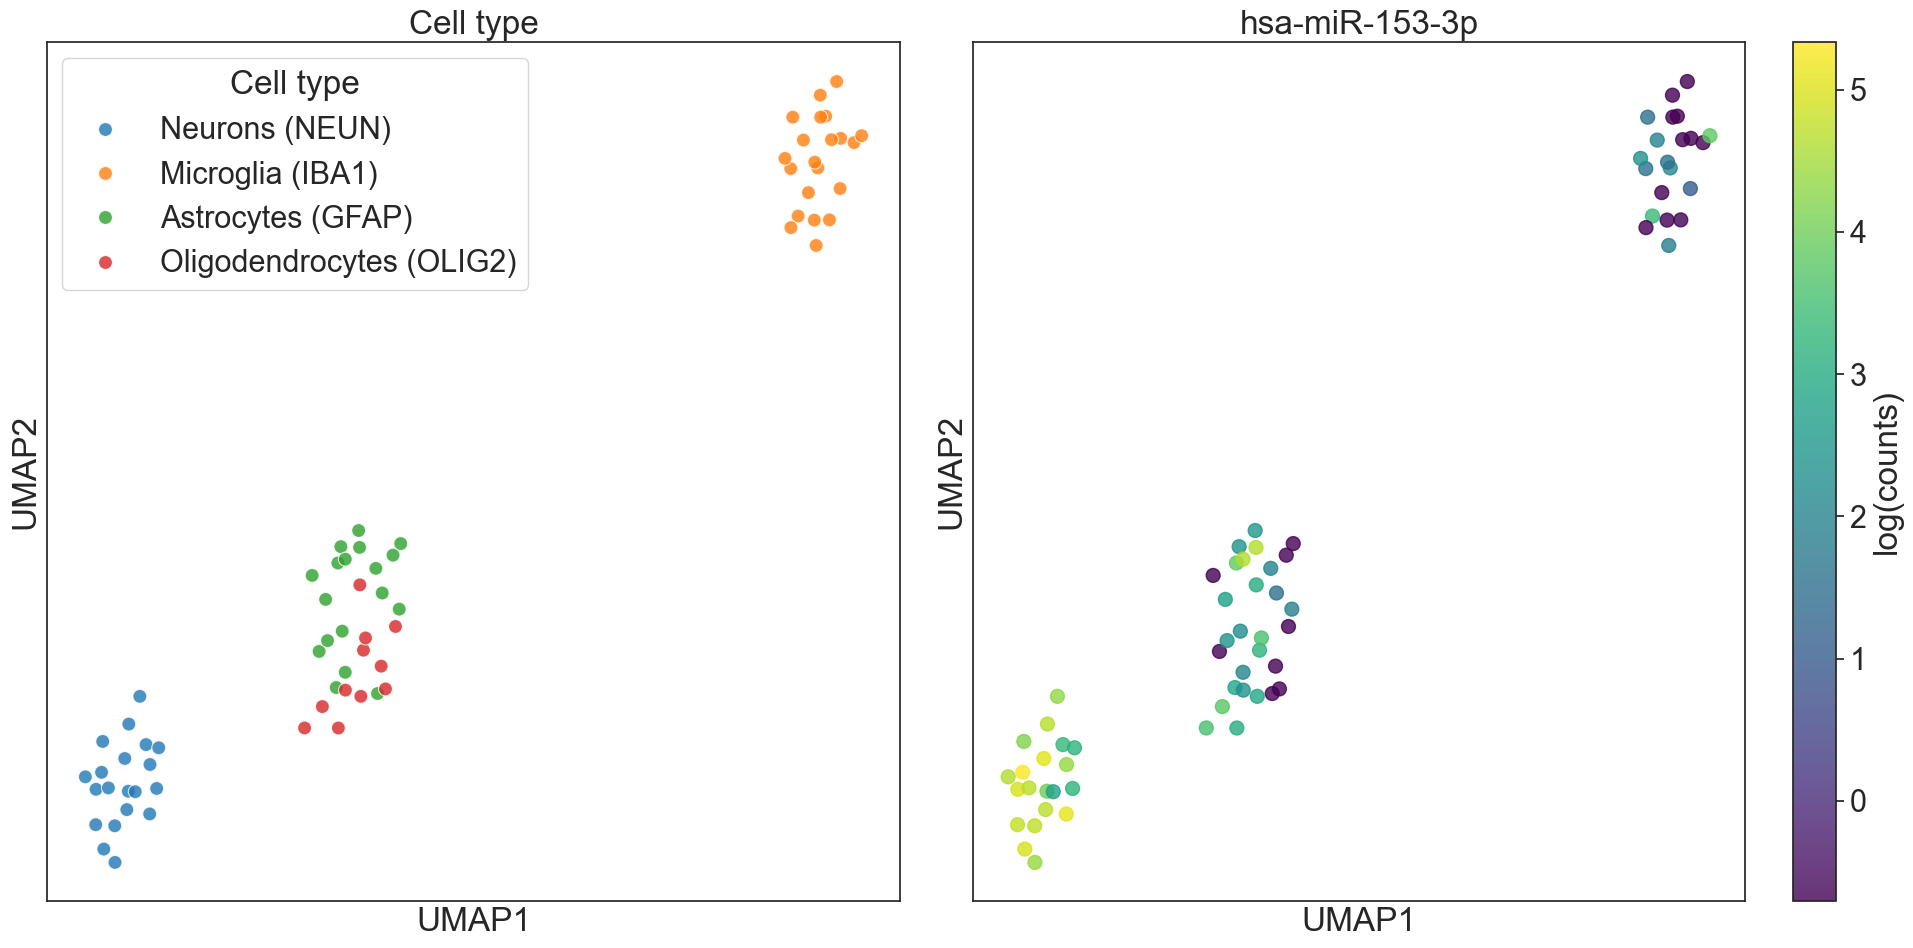 Cell type
Cell type
Neurons (NEUN)
Microglia (IBA1)
Astrocytes (GFAP)
Oligodendrocytes (OLIG2)
UMAP2
UMAP1
hsa-miR-153-3p
UMAP2
UMAP1
5
4
3
2
1
0
log(counts)